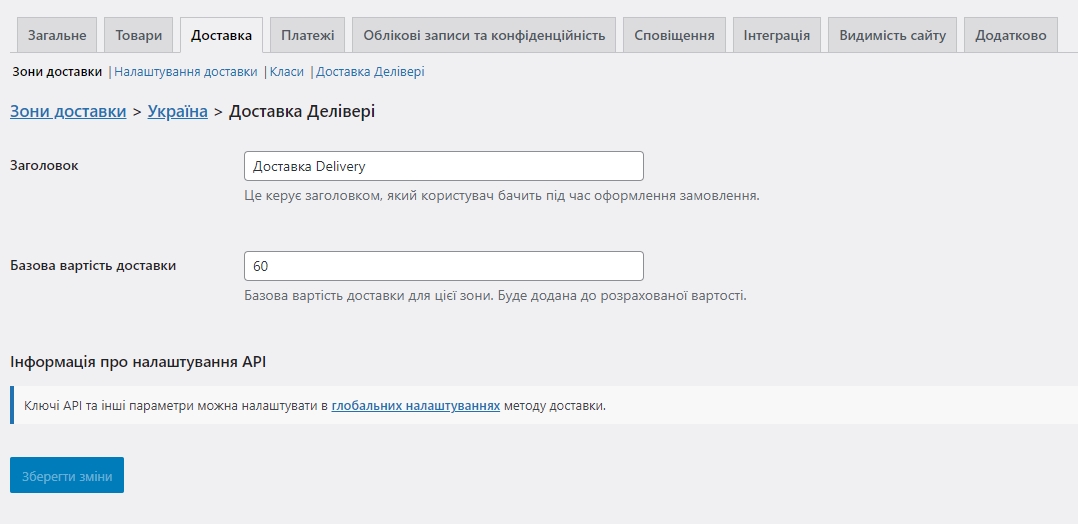 Загальне Товари Доставка Платежі Облікові записи та конфіденційність Сповіщення Інтеграція Видимість сайту Додатково
Зони доставки | Налаштування доставки | Класи | Доставка Делівері
Зони доставки > Україна > Доставка Делівері
Заголовок
Доставка Delivery
Це керує заголовком, який користувач бачить під час оформлення замовлення.
Базова вартість доставки
60
Базова вартість доставки для цієї зони. Буде додана до розрахованої вартості.
Інформація про налаштування API
Ключі API та інші параметри можна налаштувати в глобальних налаштуваннях методу доставки.
Зберегти зміни